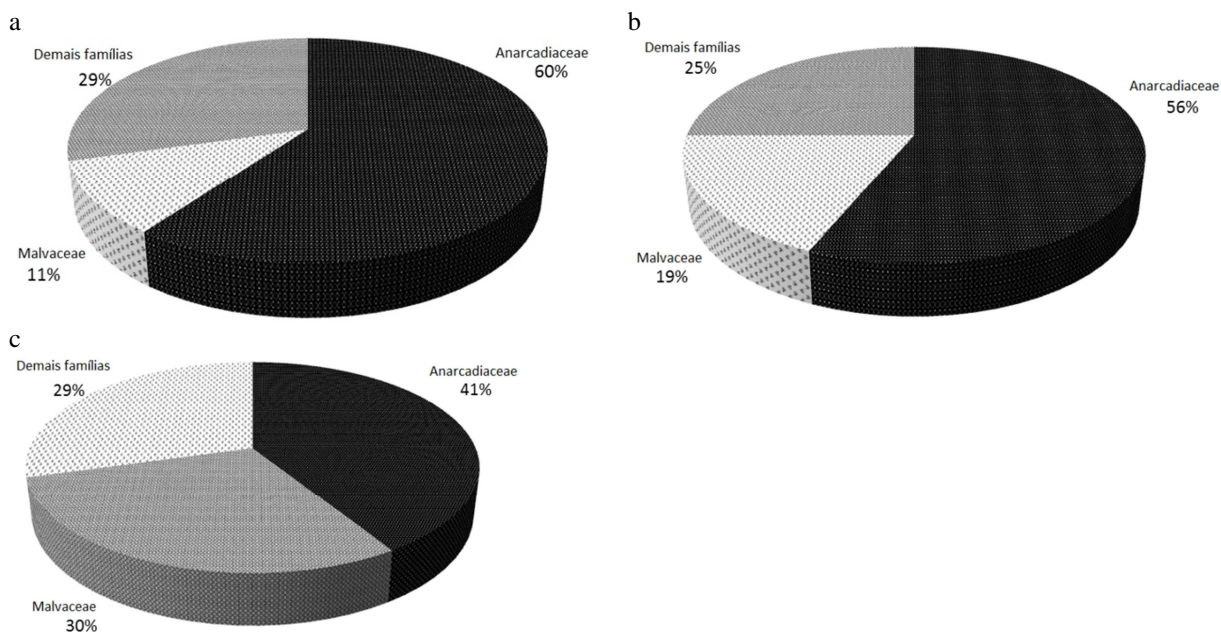 a
Demais famílias
29%
Anarcadiaceae
60%
Malvaceae
11%
b
Demais famílias
25%
Anarcadiaceae
56%
Malvaceae
19%
c
Demais famílias
29%
Anarcadiaceae
41%
Malvaceae
30%